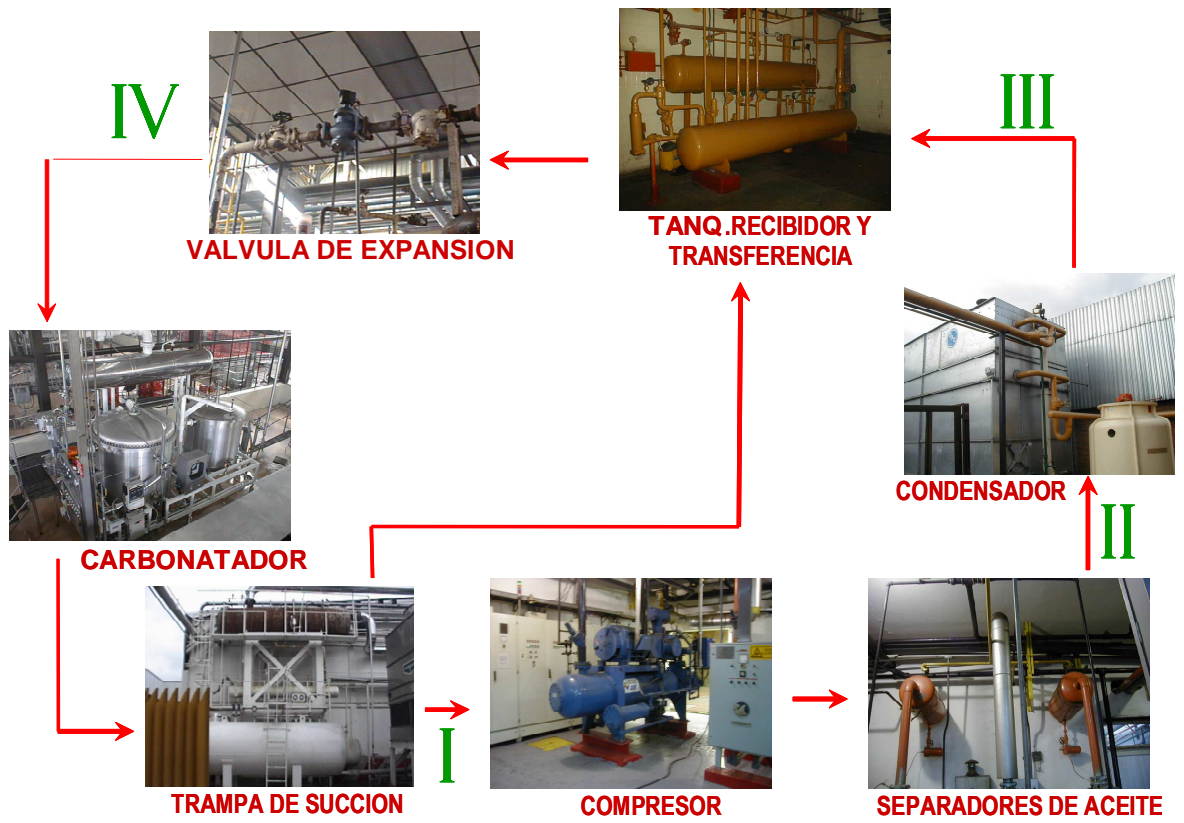 IV
III
TANQ.RECIBIDOR Y
TRANSFERENCIA
VALVULA DE EXPANSION
CONDENSADOR
II
CARBONATADOR
I
TRAMPA DE SUCCION
COMPRESOR
SEPARADORES DE ACEITE